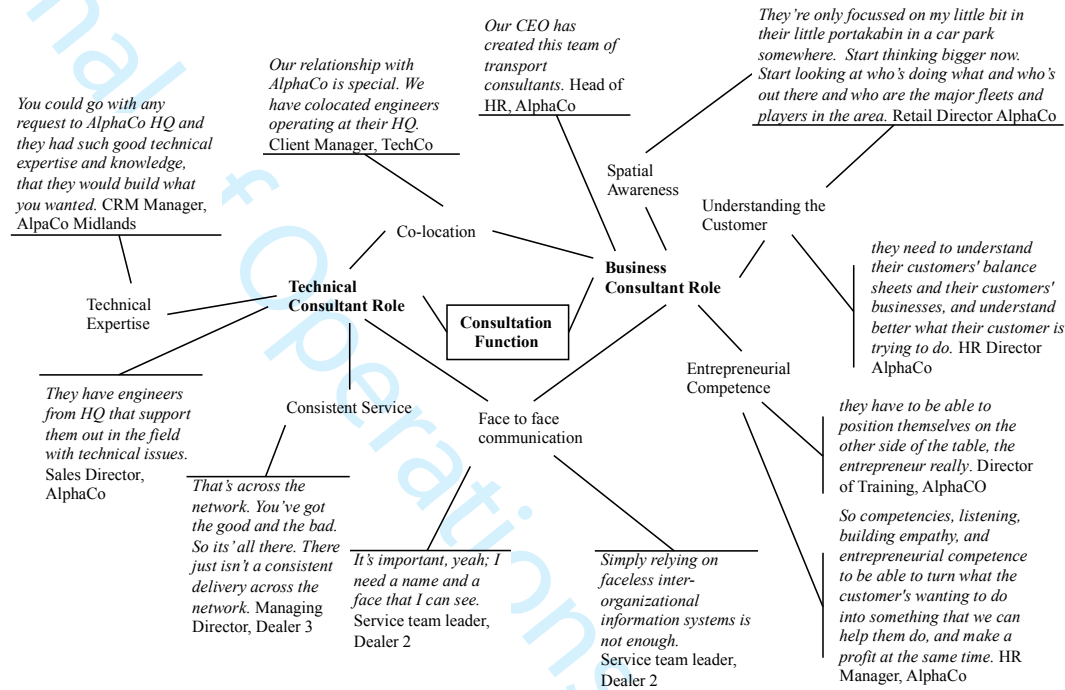 They're only focussed on my little bit in
their little portakabin in a car park
somewhere. Start thinking bigger now.
Start looking at who's doing what and who's
out there and who are the major fleets and
players in the area. Retail Director AlphaCo
Our CEO has
created this team of
transport
consultants. Head of
HR, AlphaCo
Our relationship with
AlphaCo is special. We
have colocated engineers
operating at their HQ.
Client Manager, TechCo
You could go with any
request to AlphaCo HQ and
they had such good technical
expertise and knowledge,
that they would build what
you wanted. CRM Manager,
AlpaCo Midlands
Spatial
Awareness
Understanding the
Customer
Co-location
Business
Consultant Role
Technical
Consultant Role
Technical
Expertise
Consultation
Function
they need to understand
their customers' balance
sheets and their customers'
businesses, and understand
better what their customer is
trying to do. HR Director
AlphaCo
Entrepreneurial
Competence
They have engineers
from HQ that support
them out in the field
with technical issues.
Sales Director,
AlphaCo
Consistent Service
Face to face
communication
they have to be able to
position themselves on the
other side of the table, the
entrepreneur really. Director
of Training, AlphaCO
That's across the
network. You've got
the good and the bad.
So its' all there. There
just isn't a consistent
delivery across the
network. Managing
Director, Dealer 3
It's important, yeah; I
need a name and a
face that I can see.
Service team leader,
Dealer 2
Simply relying on
faceless inter-
organizational
information systems is
not enough.
Service team leader,
Dealer 2
So competencies, listening,
building empathy, and
entrepreneurial competence
to be able to turn what the
customer's wanting to do
into something that we can
help them do, and make a
profit at the same time. HR
Manager, AlphaCo
nal of Operations